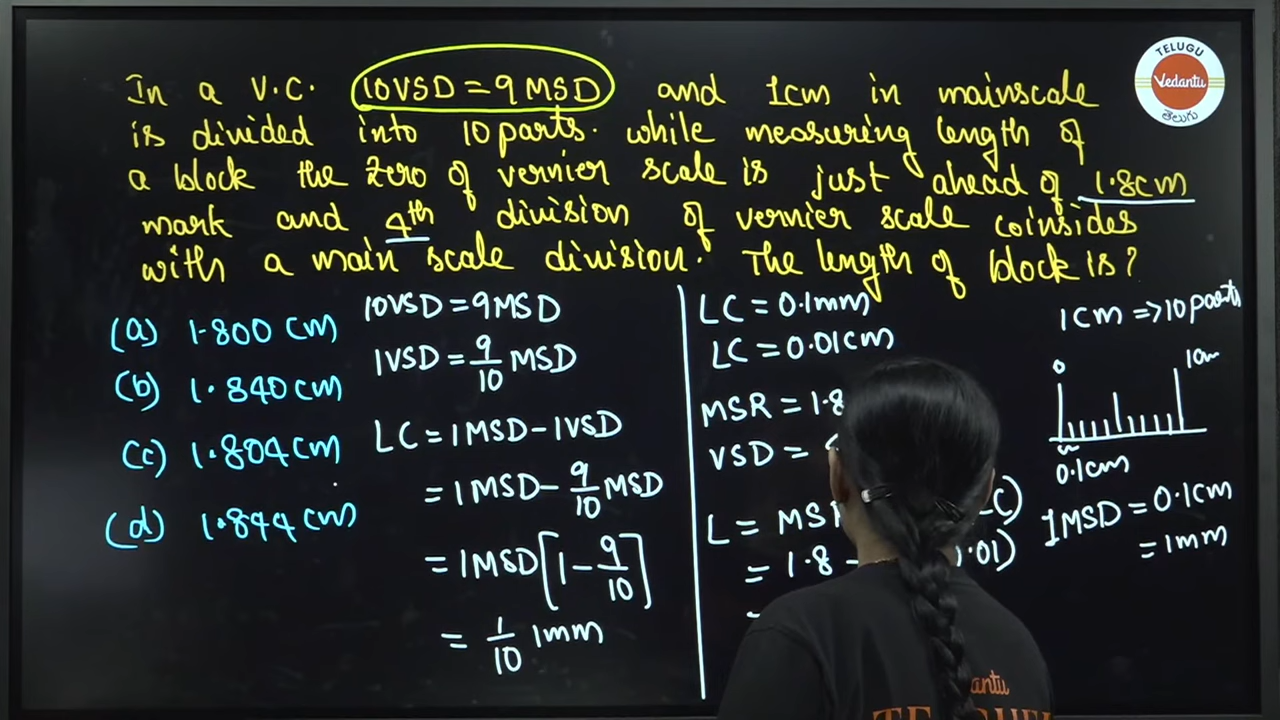 In a V.C. 10VSD = 9 MSD and 1cm in mainscale
is divided into 10 parts. while measuring length of
a block the zero of vernier scale is just ahead of 1.8cm
mark and 4th division of vernier scale coinsides
with a main scale division. The length of block is?
(a) 1.800 cm
(b) 1.840 cm
(c) 1.804 cm
(d) 1.844 cm
10VSD = 9MSD
1VSD = 9/10 MSD
LC = 1MSD - 1VSD
= 1MSD - 9/10 MSD
= 1MSD [1 - 9/10]
= 1/10 1mm
LC = 0.1mm
LC = 0.01cm
MSR = 1.8
VSD =
L = MSR
= 1.8
1cm => 10 parts
0
1cm
0.1cm
1MSD = 0.1cm
= 1mm
TELUGU
Vedantu
తెలుగు